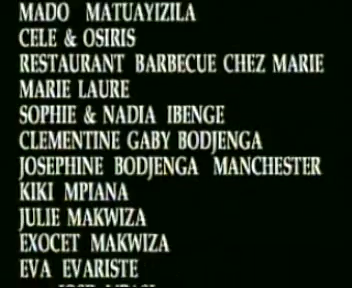 MADO MATUAYIZILA
CELE & OSIRIS
RESTAURANT BARBECUE CHEZ MARIE
MARIE LAURE
SOPHIE & NADIA IBENGE
CLEMENTINE GABY BODJENGA
JOSEPHINE BODJENGA MANCHESTER
KIKI MPIANA
JULIE MAKWIZA
EXOCET MAKWIZA
EVA EVARISTE